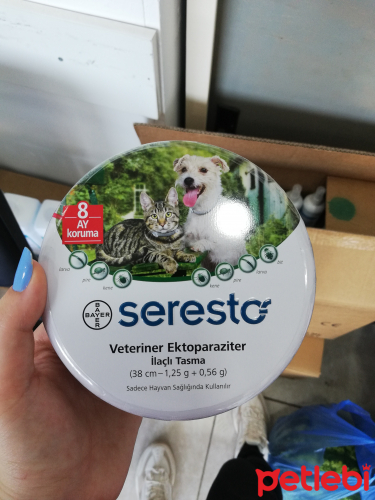 8
AY
koruma
BAYER
BAYER
seresto
Veteriner Ektoparaziter
İlaçlı Tasma
(38 cm – 1,25 g + 0,56 g)
Sadece Hayvan Sağlığında Kullanılır
petlebi